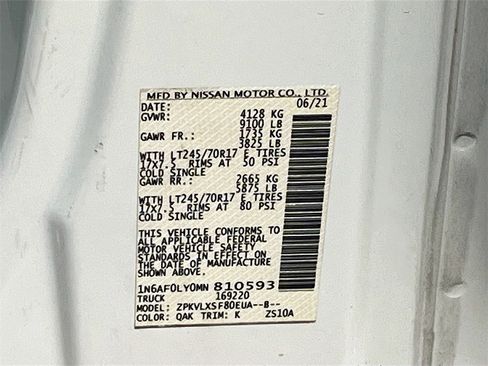 MFD BY NISSAN MOTOR CO., LTD.
DATE: 06/21
GVWR: 4128 KG
9100 LB
GAWR FR.: 1735 KG
3825 LB
WITH LT245/70R17 E TIRES
17X7.5 RIMS AT 50 PSI
COLD SINGLE
GAWR RR.: 2665 KG
5875 LB
WITH LT245/70R17 E TIRES
17X7.5 RIMS AT 80 PSI
COLD SINGLE
THIS VEHICLE CONFORMS TO
ALL APPLICABLE FEDERAL
MOTOR VEHICLE SAFETY
STANDARDS IN EFFECT ON
THE DATE OF MANUFACTURE
SHOWN ABOVE.
1N6AF0LY0MN 810593
TRUCK 169220
MODEL: ZPKVLXSF80EUA--B--
COLOR: QAK TRIM: K ZS10A